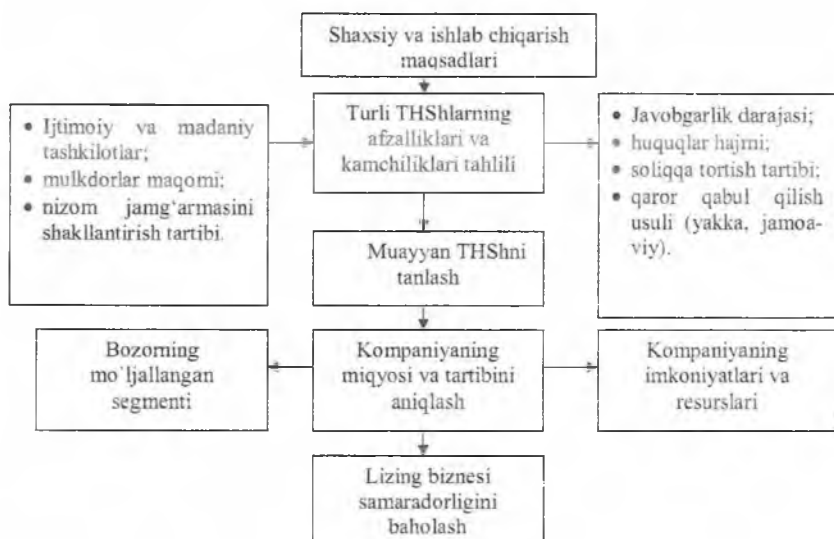 Shaxsiy va ishlab chiqarish
maqsadlari
• Ijtimoiy va madaniy
tashkilotlar;
• mulkdorlar maqomi;
• nizom jamg‘armasini
shakllantirish tartibi.
Turli THShlarning
afzalliklari va
kamchiliklari tahlili
• Javobgarlik darajasi;
• huquqlar hajmi;
• soliqqa tortish tartibi;
• qaror qabul qilish
usuli (yakka, jamoa-
viy).
Muayyan THShni
tanlash
Bozorning
mo`ljallangan
segmenti
Kompaniyaning
miqyosi va tartibini
aniqlash
Kompaniyaning
imkoniyatlari va
resurslari
Lizing biznesi
samaradorligini
baholash